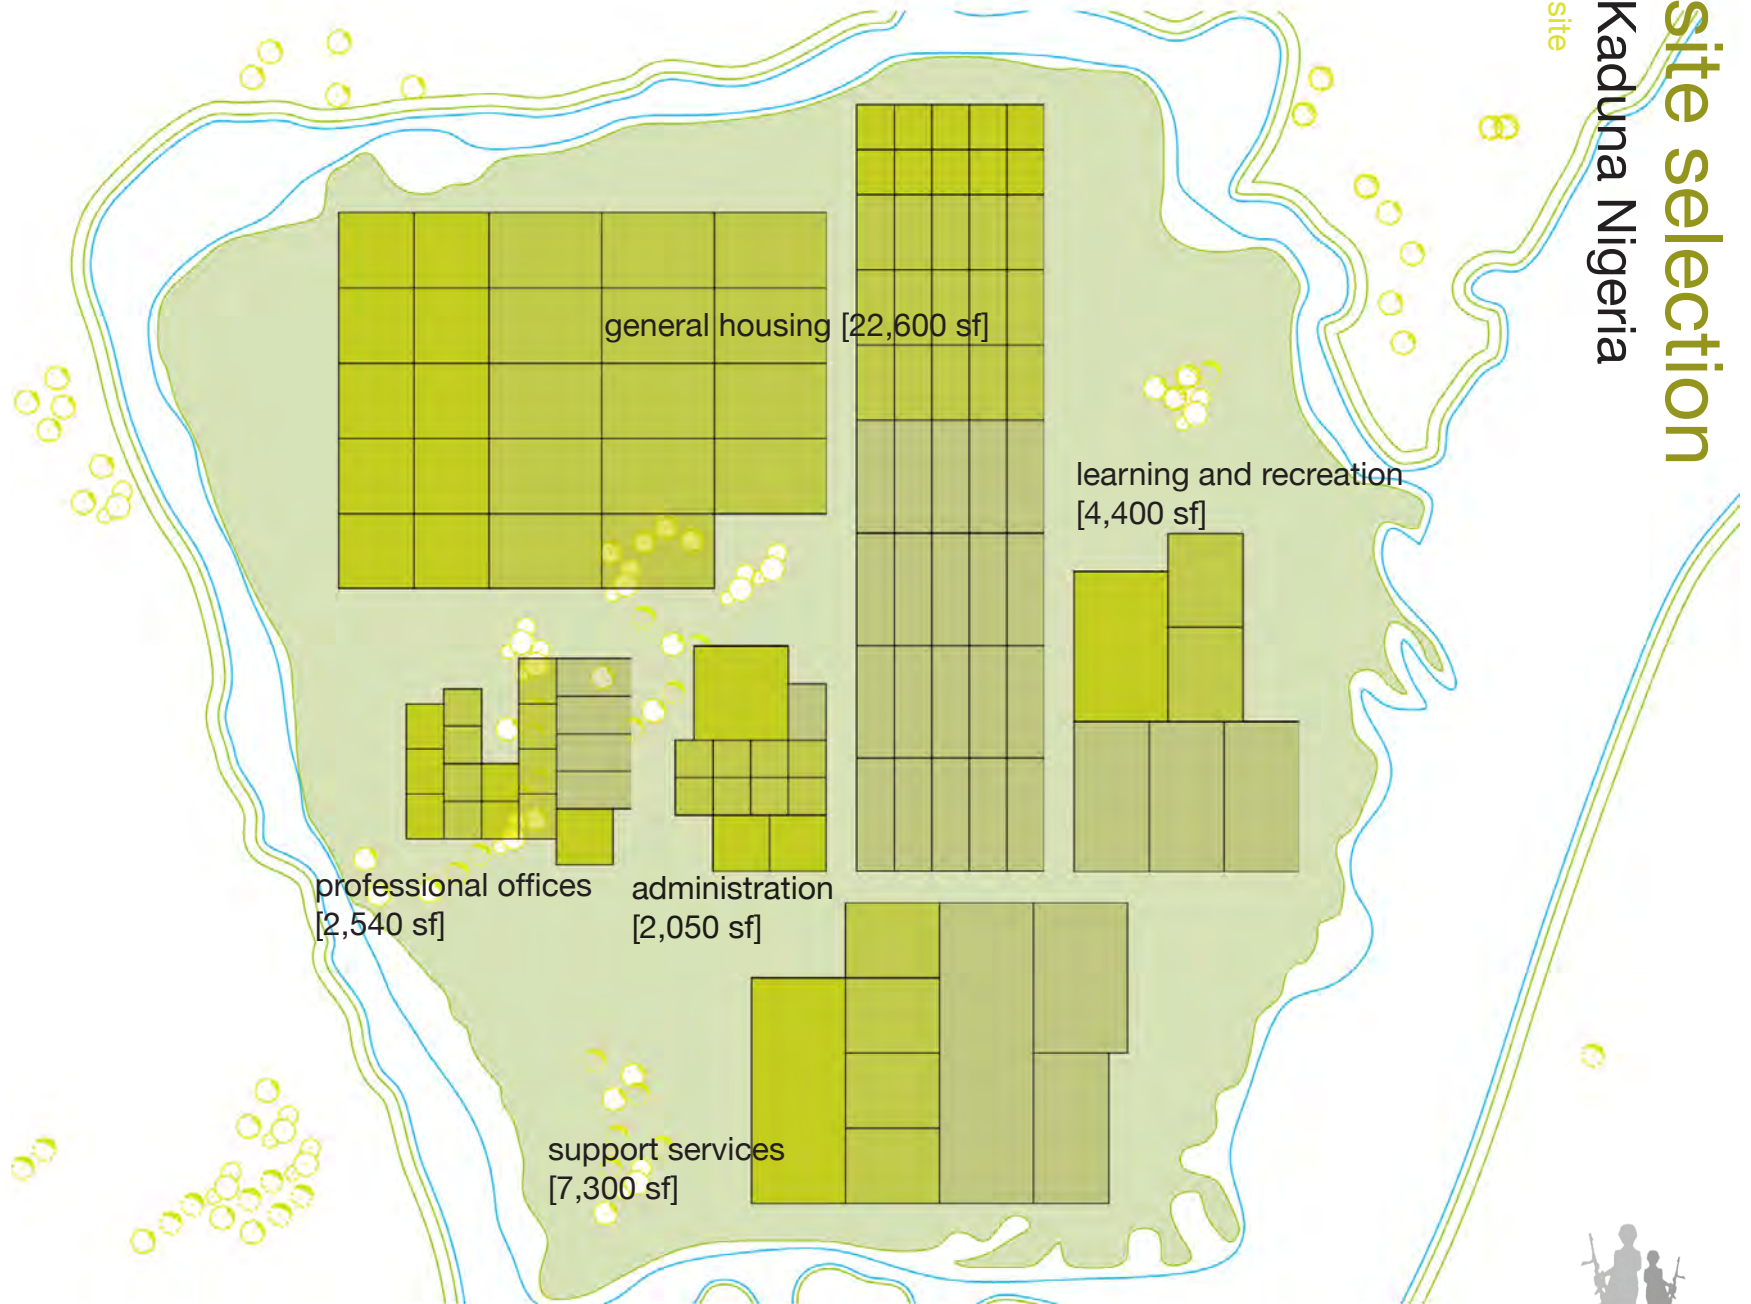 site selection
Kaduna Nigeria
site
general housing [22,600 sf]
learning and recreation
[4,400 sf]
professional offices
[2,540 sf]
administration
[2,050 sf]
support services
[7,300 sf]